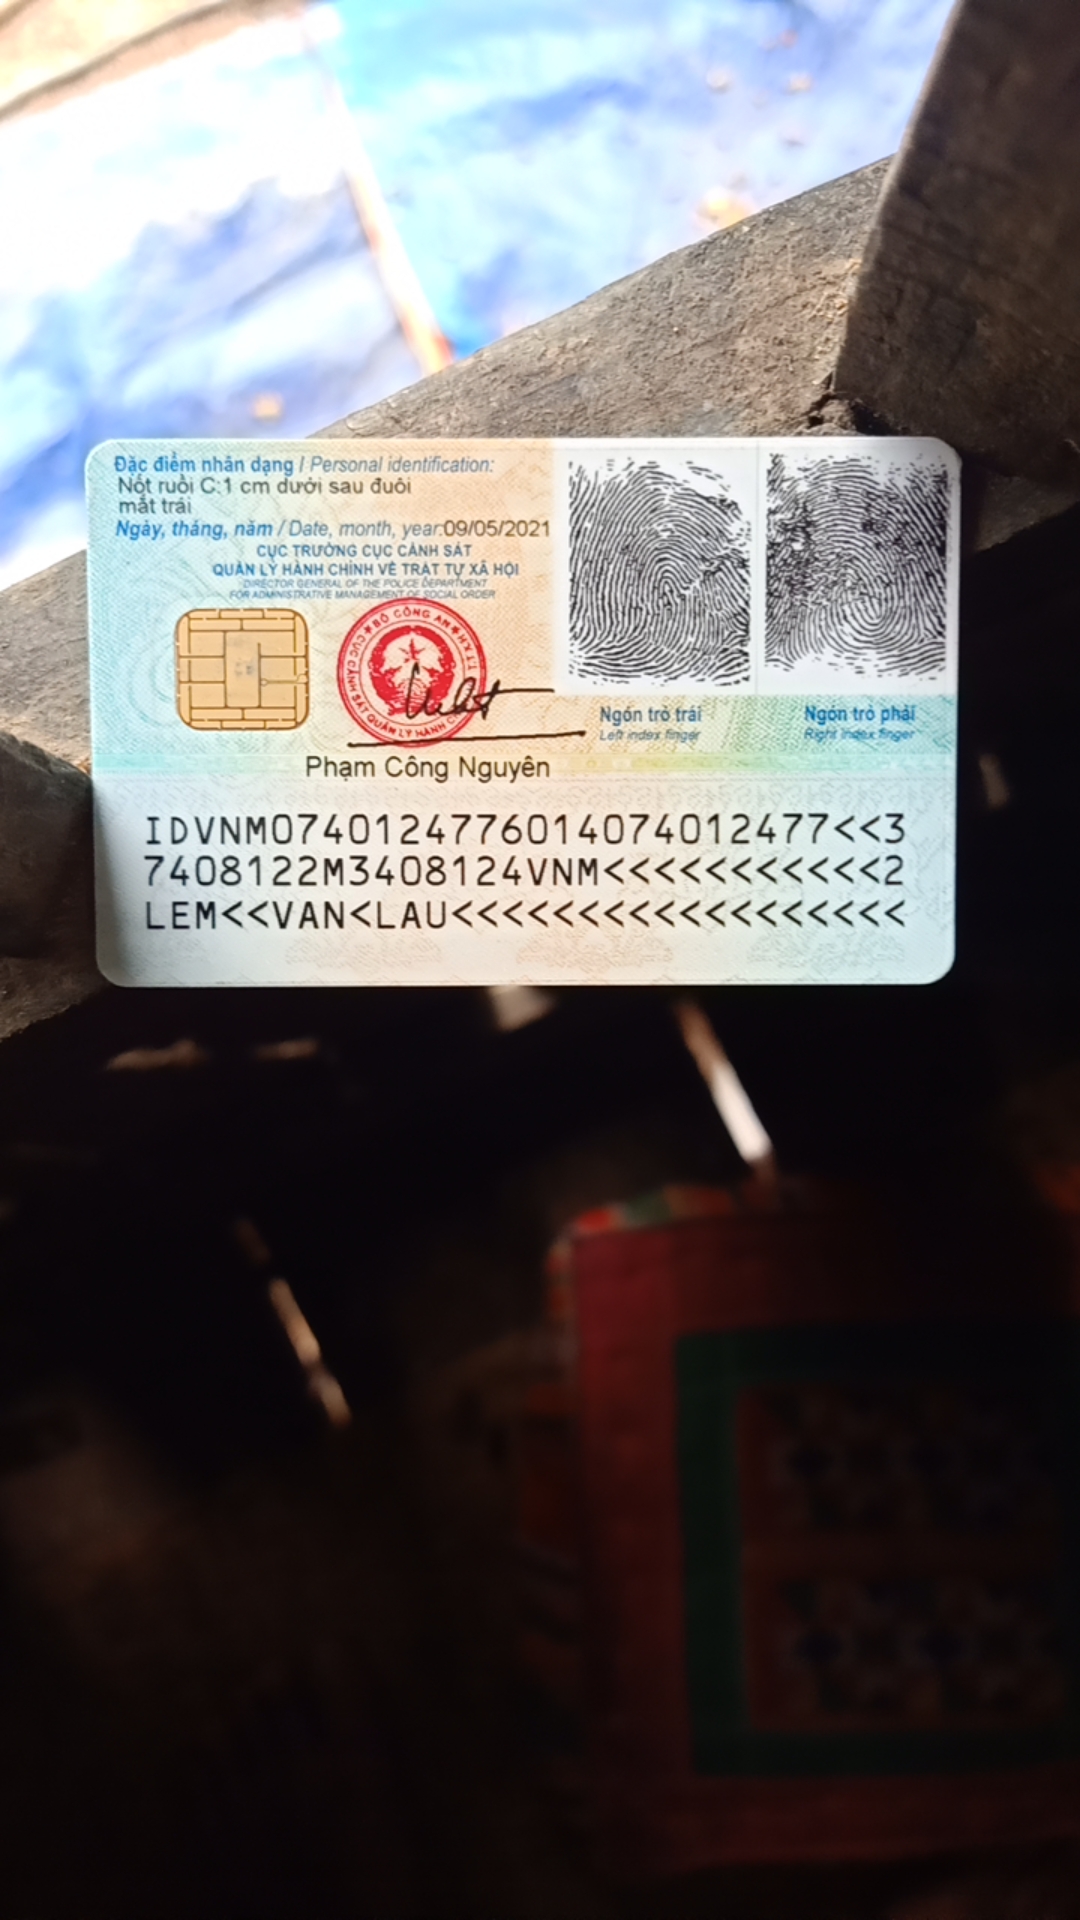 Đặc điểm nhân dạng / Personal identification:
Nốt ruồi C:1 cm dưới sau đuôi
mắt trái
Ngày, tháng, năm / Date, month, year:09/05/2021
CỤC TRƯỞNG CỤC CẢNH SÁT
QUẢN LÝ HÀNH CHÍNH VỀ TRẬT TỰ XÃ HỘI
DIRECTOR GENERAL OF THE POLICE DEPARTMENT
FOR ADMINISTRATIVE MANAGEMENT OF SOCIAL ORDER
BỘ CÔNG AN
CỤC CẢNH SÁT QUẢN LÝ HÀNH CH
Ngón trỏ trái
Left index finger
Ngón trỏ phải
Right index finger
Phạm Công Nguyên
IDVNM0740124776014074012477<<3
7408122M3408124VNM<<<<<<<<<<<2
LEM<<VAN<LAU<<<<<<<<<<<<<<<<<<